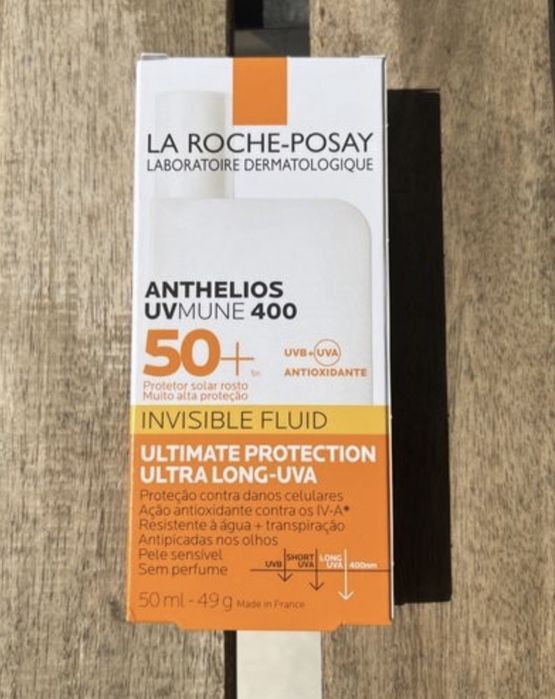 LA ROCHE-POSAY
LABORATOIRE DERMATOLOGIQUE
ANTHELIOS
UVMUNE 400
50+
UVB+UVA
ANTIOXIDANTE
Protetor solar rosto
Muito alta proteção
INVISIBLE FLUID
ULTIMATE PROTECTION
ULTRA LONG-UVA
Proteção contra danos celulares
Ação antioxidante contra os IV-A*
Resistente à água + transpiração
Antipicadas nos olhos
Pele sensível
Sem perfume
UVB
SHORT UVA
LONG UVA
400nm
50 ml - 49 g Made in France